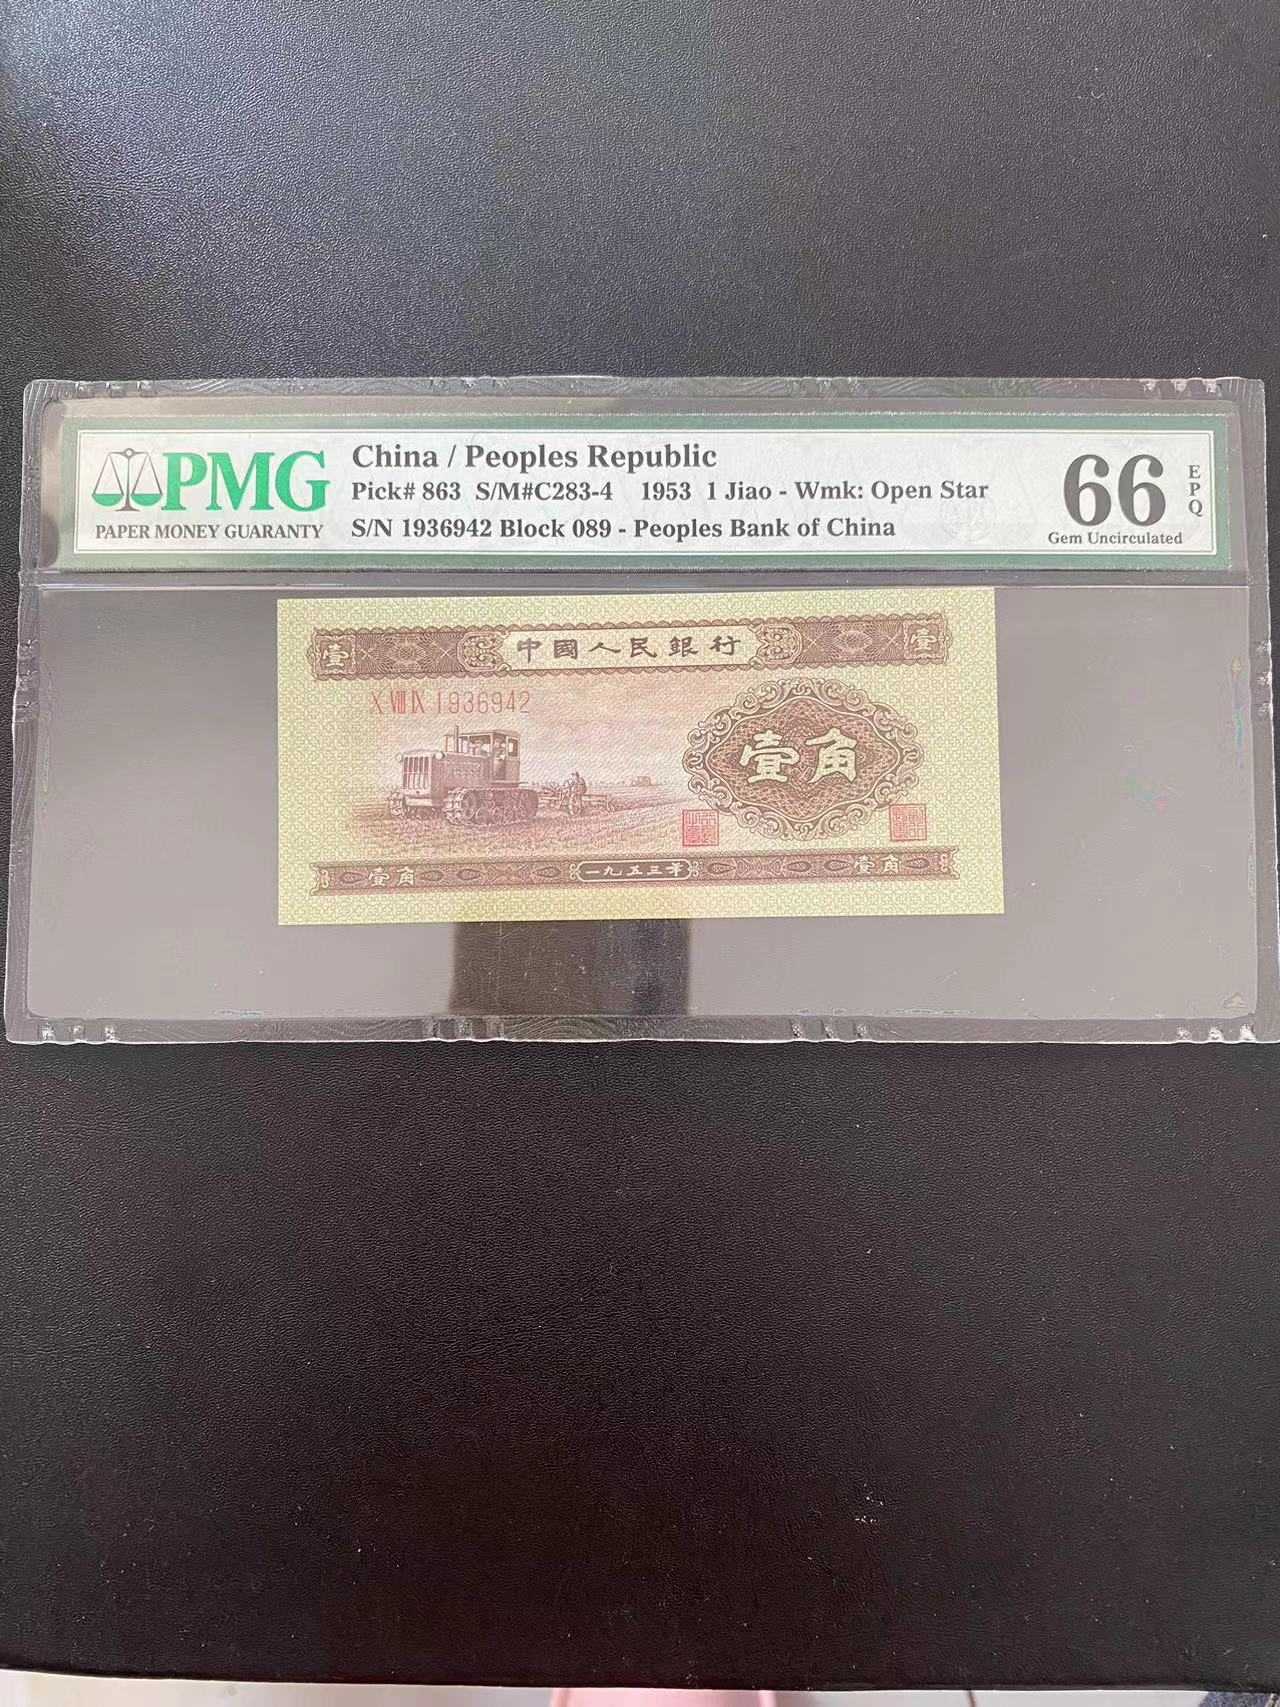 PMG
PAPER MONEY GUARANTY
China / Peoples Republic
Pick# 863 S/M#C283-4 1953 1 Jiao - Wmk: Open Star
S/N 1936942 Block 089 - Peoples Bank of China
66
EPQ
Gem Uncirculated
壹 中國人民銀行 壹
X VIII IX 1936942
壹角
壹角 一九五三年 壹角